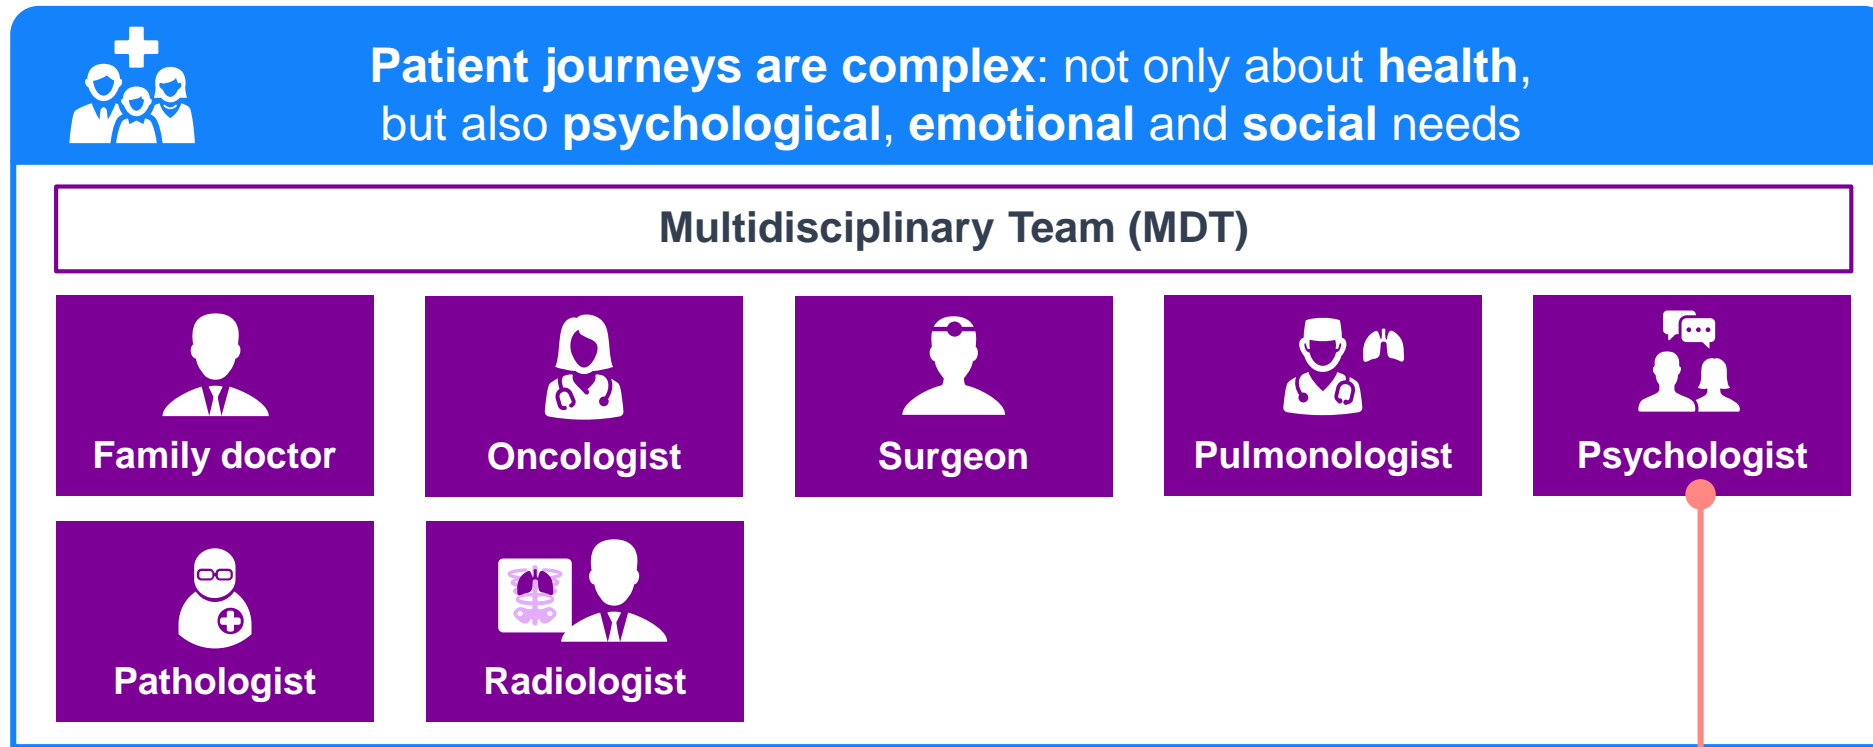 Patient journeys are complex: not only about health,
but also psychological, emotional and social needs
Multidisciplinary Team (MDT)
Family doctor
Oncologist
Surgeon
Pulmonologist
Psychologist
Pathologist
Radiologist